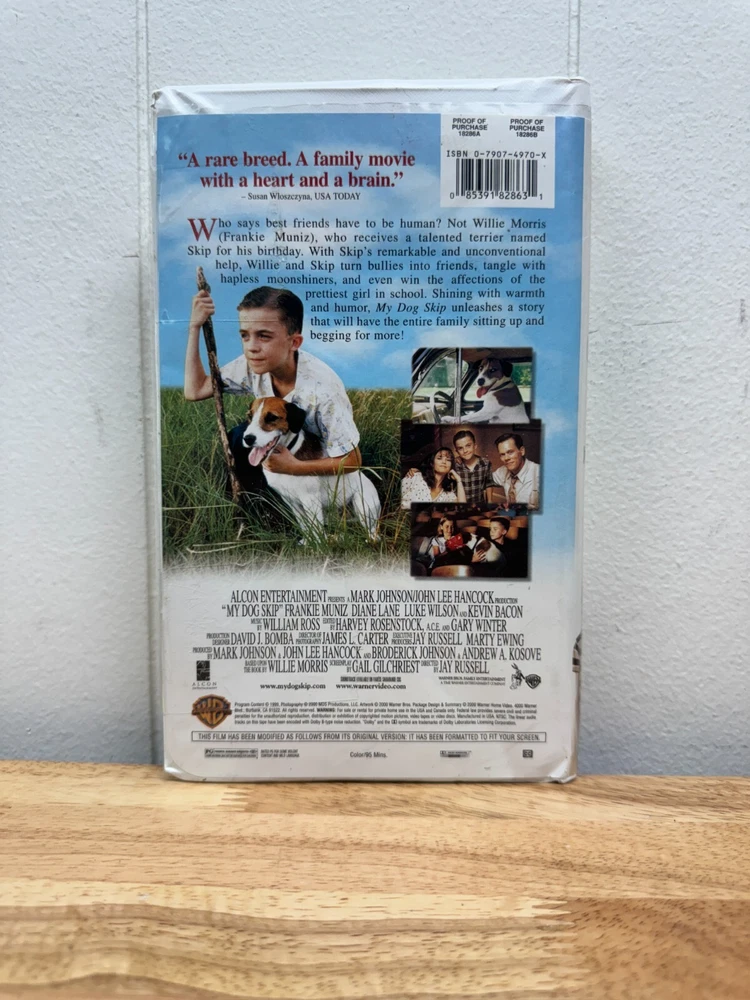 PROOF OF PURCHASE 18286A
PROOF OF PURCHASE 18286B
ISBN 0-7907-4970-X
0 85391 82863 1
“A rare breed. A family movie
with a heart and a brain.”
– Susan Wloszczyna, USA TODAY
Who says best friends have to be human? Not Willie Morris
(Frankie Muniz), who receives a talented terrier named
Skip for his birthday. With Skip's remarkable and unconventional
help, Willie and Skip turn bullies into friends, tangle with
hapless moonshiners, and even win the affections of the
prettiest girl in school. Shining with warmth
and humor, My Dog Skip unleashes a story
that will have the entire family sitting up and
begging for more!
ALCON ENTERTAINMENT PRESENTS A MARK JOHNSON/JOHN LEE HANCOCK PRODUCTION
“MY DOG SKIP” FRANKIE MUNIZ DIANE LANE LUKE WILSON AND KEVIN BACON
MUSIC BY WILLIAM ROSS EDITED BY HARVEY ROSENSTOCK, A.C.E. AND GARY WINTER
PRODUCTION DESIGNER DAVID J. BOMBA DIRECTOR OF PHOTOGRAPHY JAMES L. CARTER EXECUTIVE PRODUCERS JAY RUSSELL MARTY EWING
PRODUCED BY MARK JOHNSON & JOHN LEE HANCOCK AND BRODERICK JOHNSON & ANDREW A. KOSOVE
BASED UPON THE BOOK BY WILLIE MORRIS SCREENPLAY BY GAIL GILCHRIEST DIRECTED BY JAY RUSSELL
ALCON
www.mydogskip.com www.warnervideo.com
WARNER BROS. FAMILY ENTERTAINMENT
THIS FILM HAS BEEN MODIFIED AS FOLLOWS FROM ITS ORIGINAL VERSION: IT HAS BEEN FORMATTED TO FIT YOUR SCREEN.
PG
Color/95 Mins.